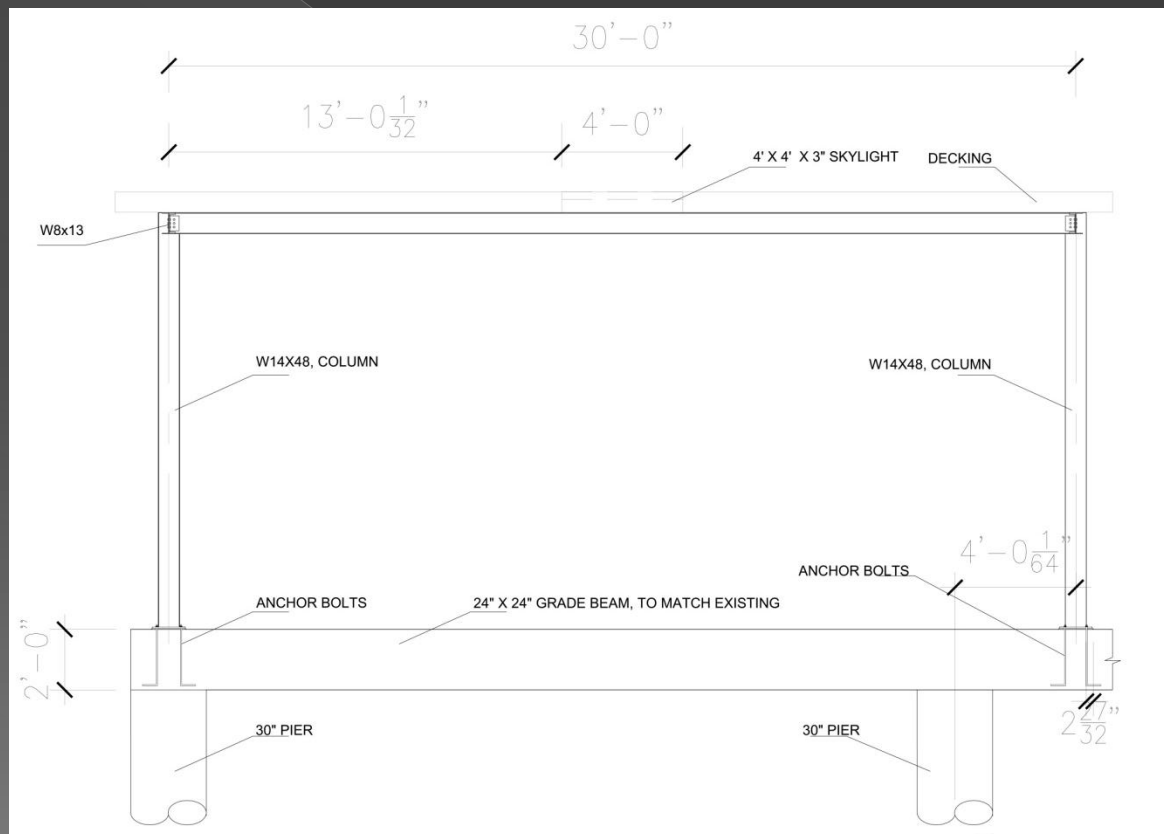 30'-0"
13'-0 1/32"
4'-0"
4' X 4' X 3" SKYLIGHT
DECKING
W8x13
W14X48, COLUMN
W14X48, COLUMN
4'-0 1/64"
ANCHOR BOLTS
ANCHOR BOLTS
24" X 24" GRADE BEAM, TO MATCH EXISTING
2'-0"
2 27/32"
30" PIER
30" PIER